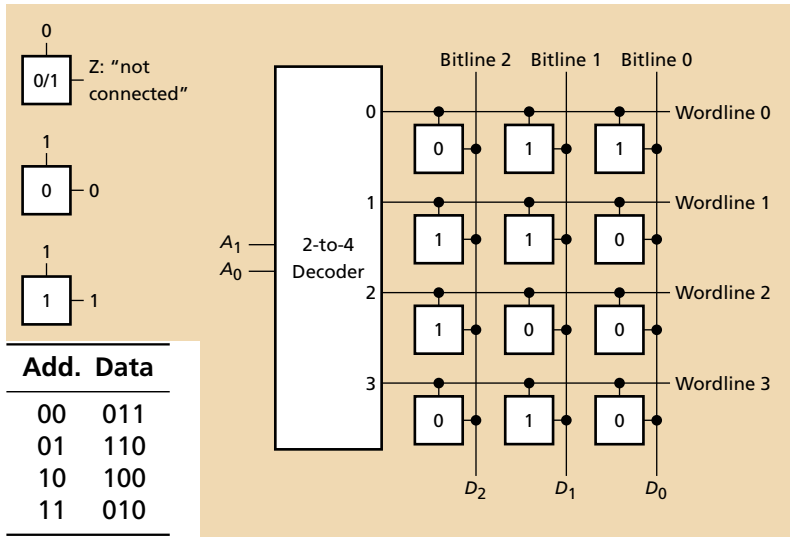 0
0/1
Z: “not
connected”
1
0
0
1
1
1
Add. Data
00 011
01 110
10 100
11 010
A1
A0
2-to-4
Decoder
Bitline 2 Bitline 1 Bitline 0
0 Wordline 0
0 1 1
1 Wordline 1
1 1 0
2 Wordline 2
1 0 0
3 Wordline 3
0 1 0
D2 D1 D0